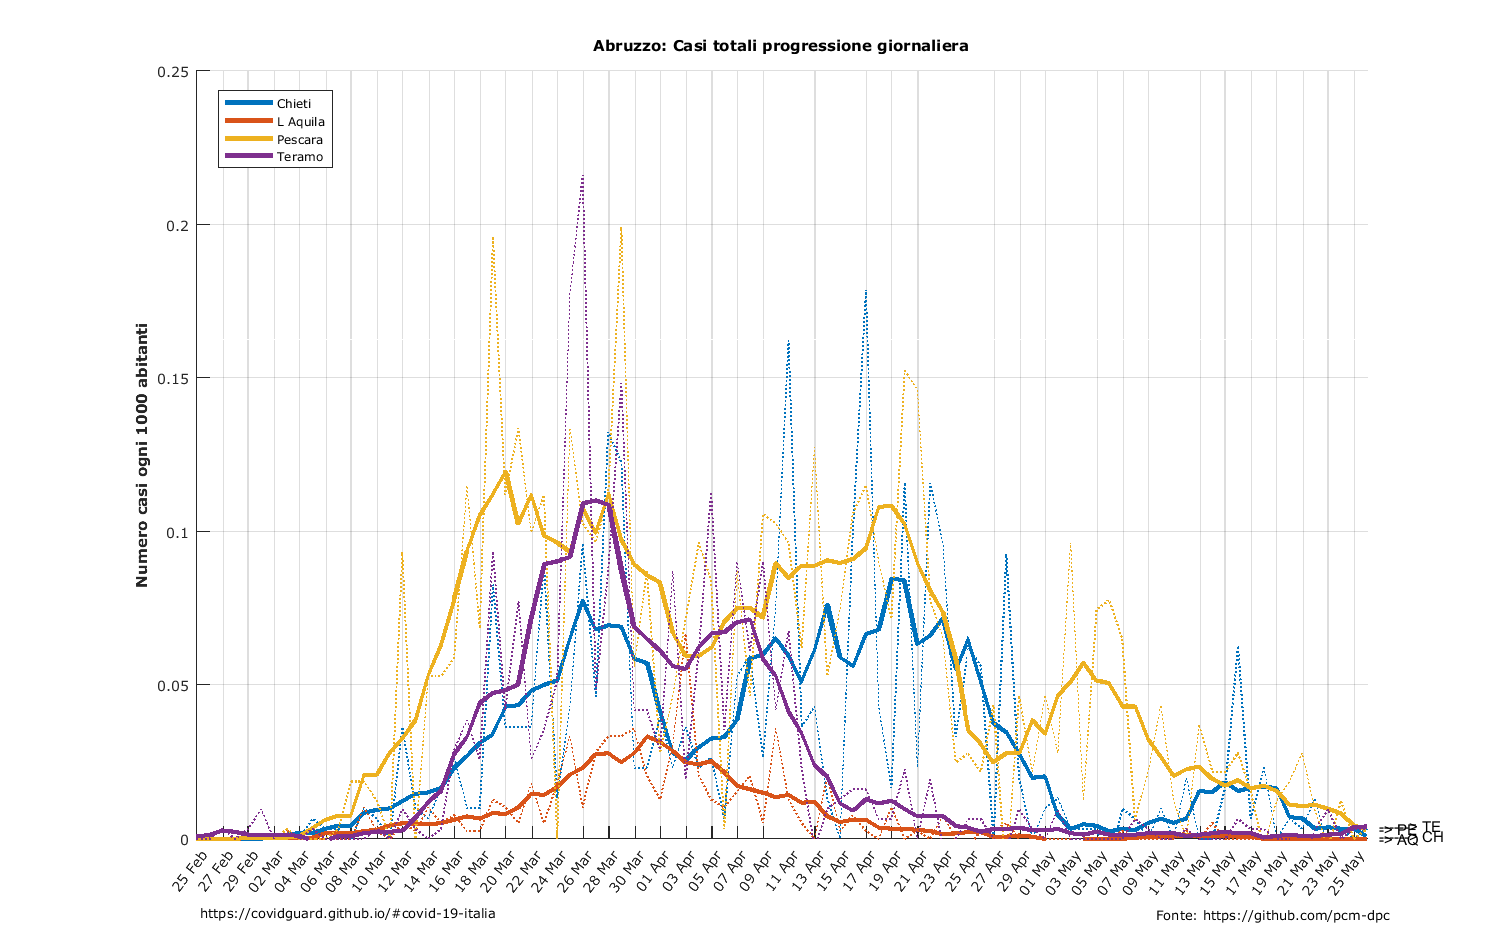 Abruzzo: Casi totali progressione giornaliera
Numero casi ogni 1000 abitanti
0.25
0.2
0.15
0.1
0.05
0
Chieti
L Aquila
Pescara
Teramo
25 Feb
27 Feb
29 Feb
02 Mar
04 Mar
06 Mar
08 Mar
10 Mar
12 Mar
14 Mar
16 Mar
18 Mar
20 Mar
22 Mar
24 Mar
26 Mar
28 Mar
30 Mar
01 Apr
03 Apr
05 Apr
07 Apr
09 Apr
11 Apr
13 Apr
15 Apr
17 Apr
19 Apr
21 Apr
23 Apr
25 Apr
27 Apr
29 Apr
01 May
03 May
05 May
07 May
09 May
11 May
13 May
15 May
17 May
19 May
21 May
23 May
25 May
TE
PE
CH
AQ
https://covidguard.github.io/#covid-19-italia
Fonte: https://github.com/pcm-dpc